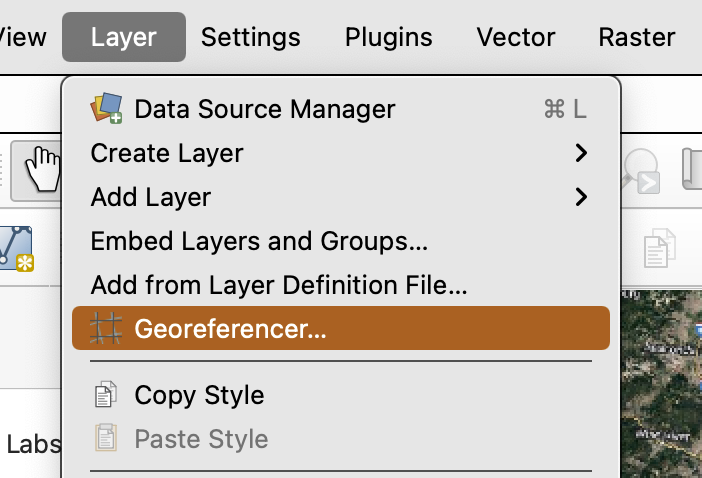 View Layer Settings Plugins Vector Raster
Data Source Manager ⌘ L
Create Layer
Add Layer
Embed Layers and Groups...
Add from Layer Definition File...
Georeferencer...
Copy Style
Labs
Paste Style